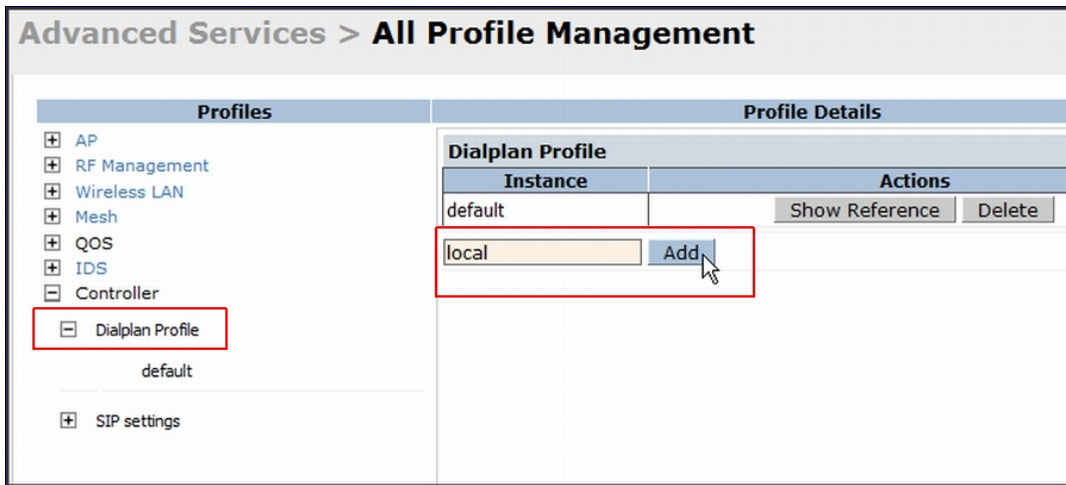 Advanced Services > All Profile Management
Profiles
Profile Details
AP
RF Management
Wireless LAN
Mesh
QOS
IDS
Controller
Dialplan Profile
default
SIP settings
Dialplan Profile
Instance Actions
default Show Reference Delete
local Add